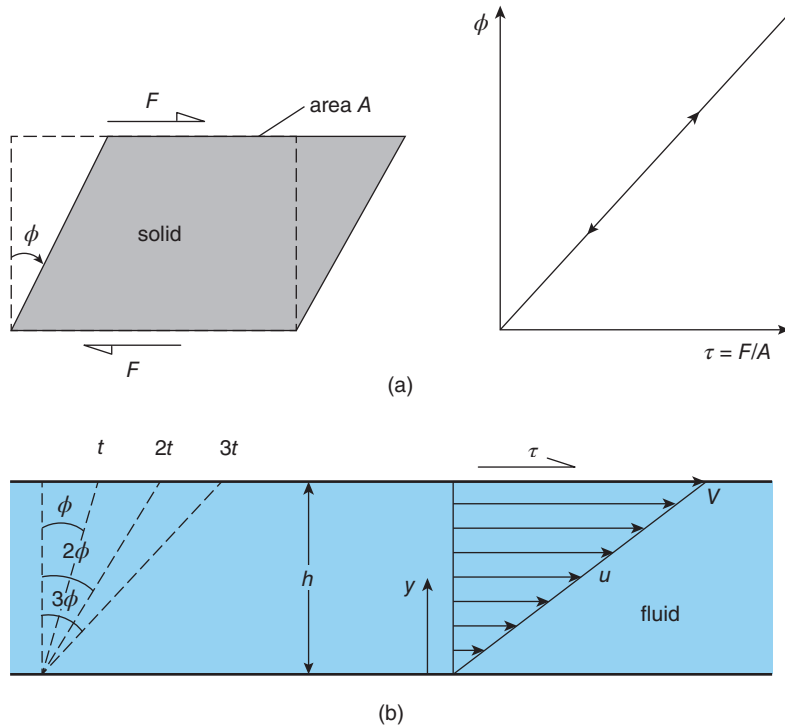 F
area A
ϕ
solid
F
ϕ
τ = F/A
(a)
t 2t 3t
ϕ
2ϕ
3ϕ
h
τ
V
y
u
fluid
(b)